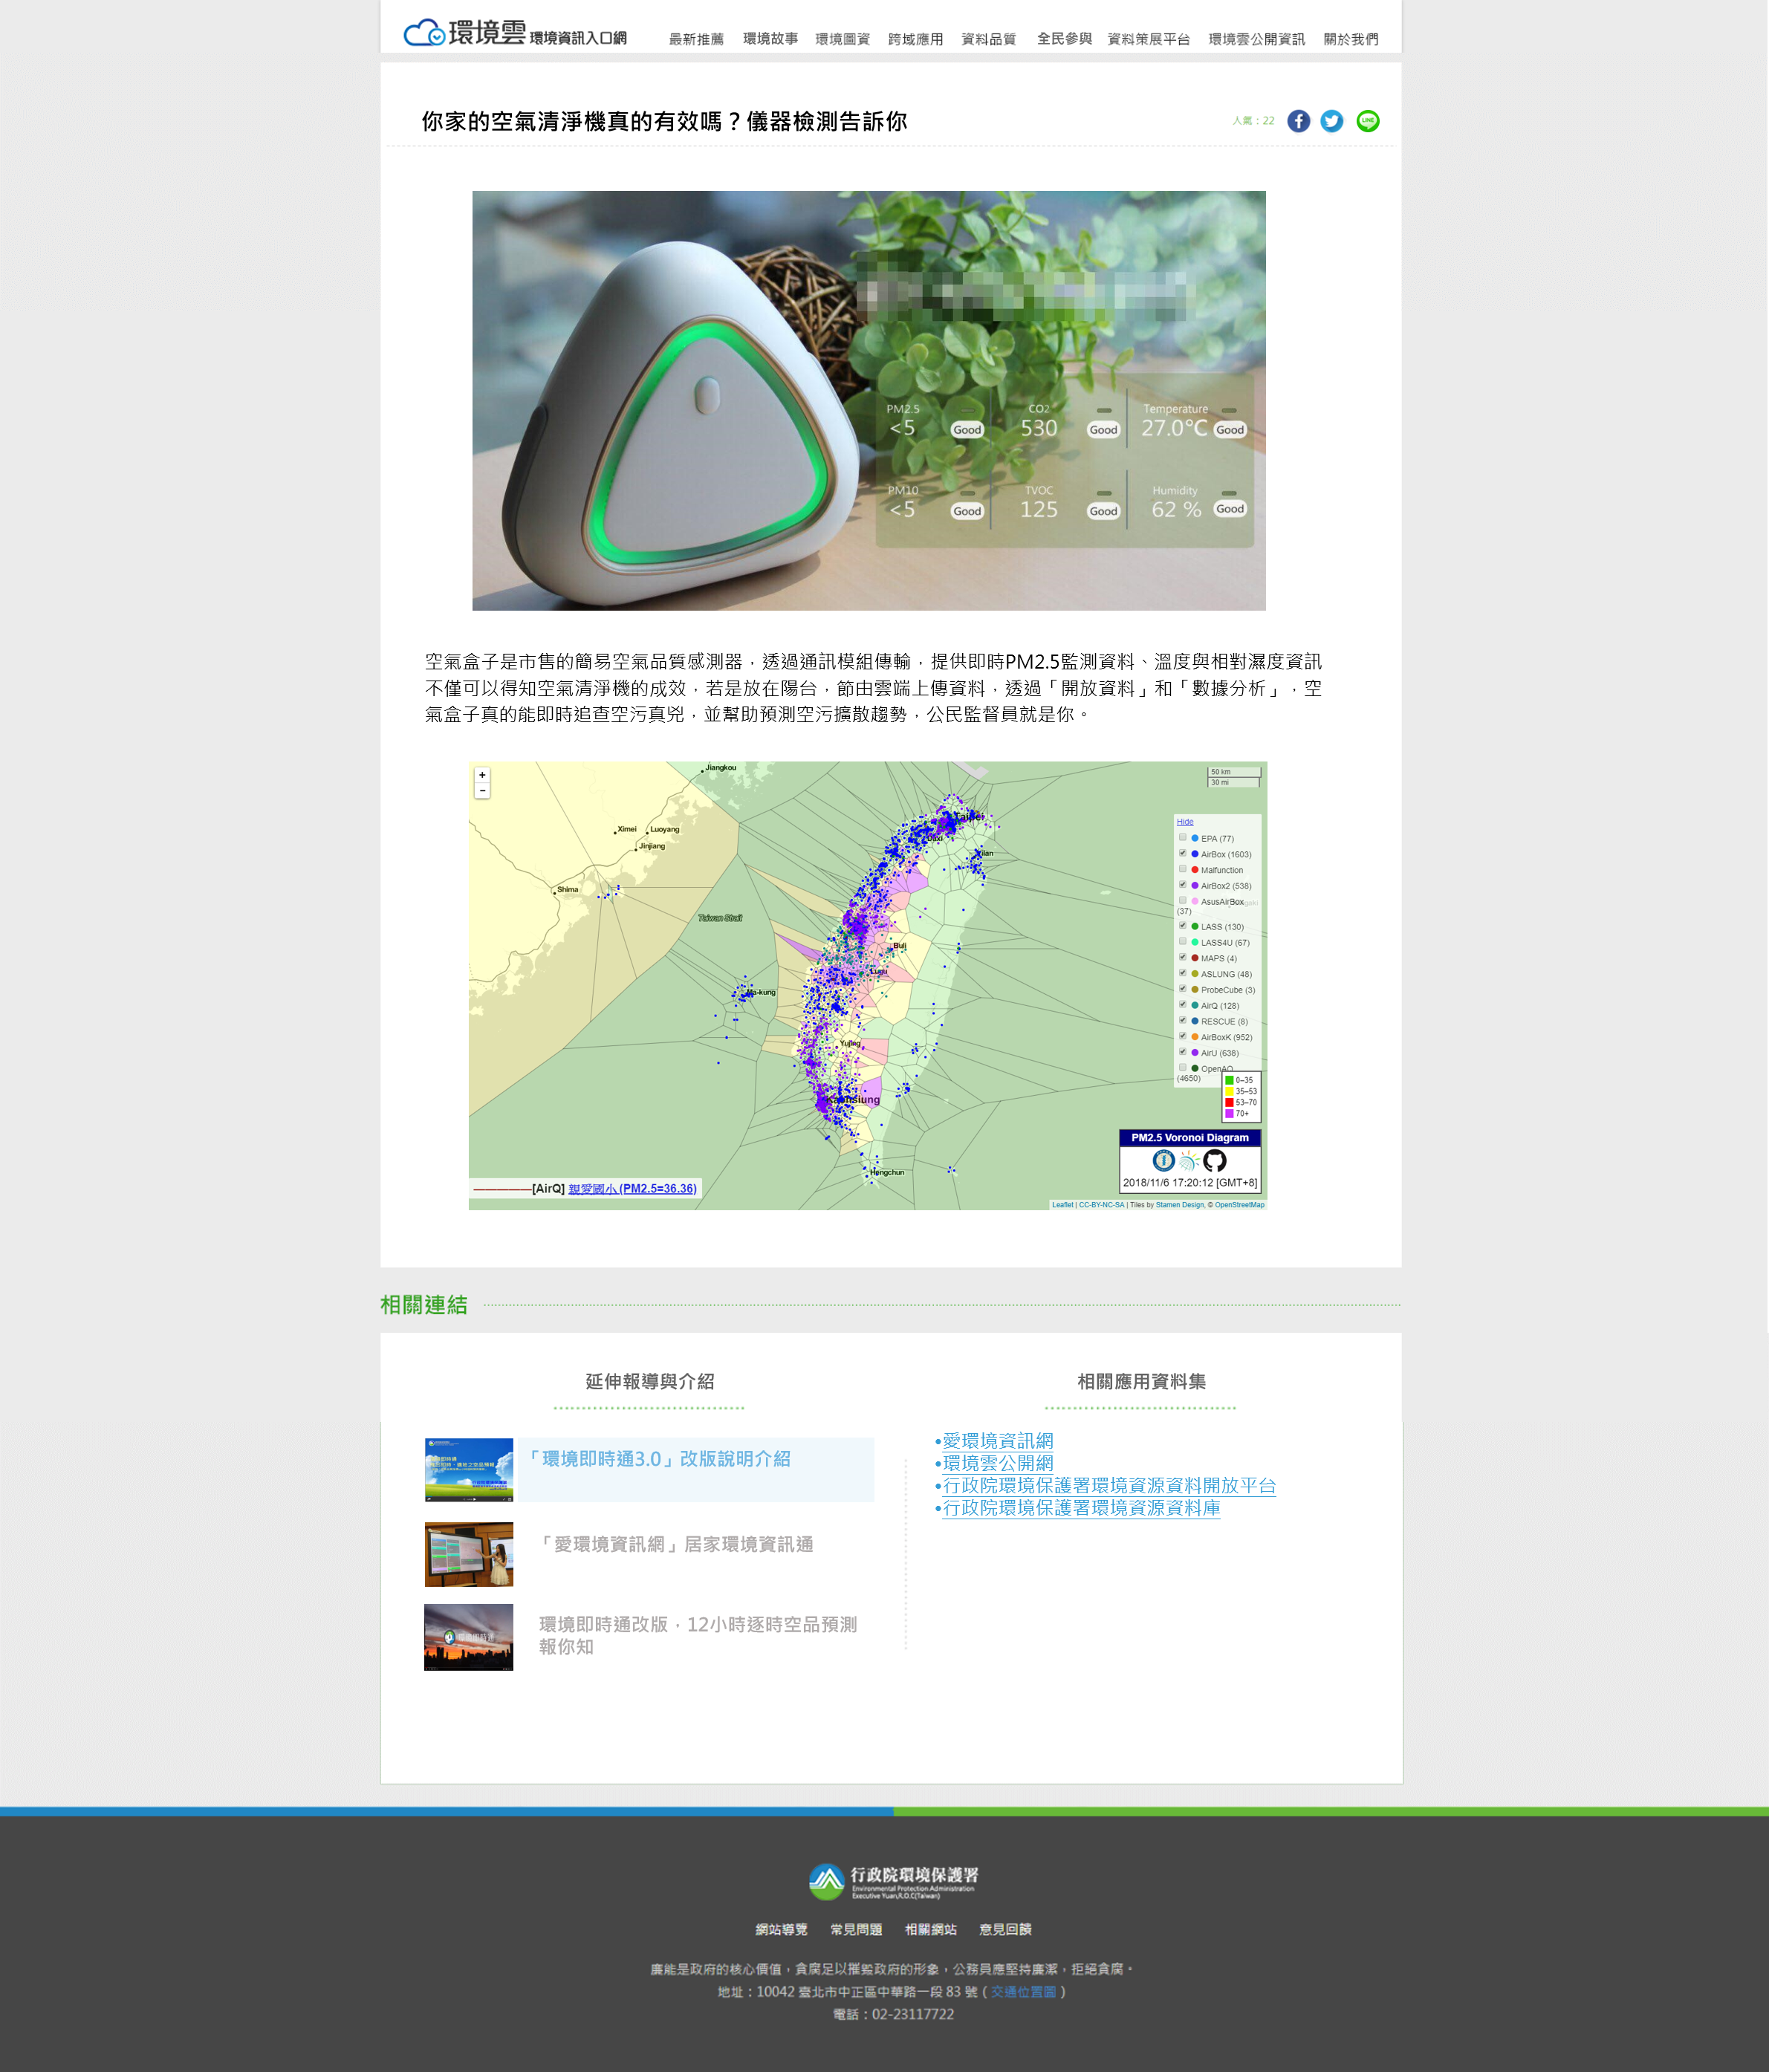 環境雲 環境資訊入口網
最新推薦 環境故事 環境圖資 跨域應用 資料品質 全民參與 資料策展平台 環境雲公開資訊 關於我們
你家的空氣清淨機真的有效嗎？儀器檢測告訴你
人氣：22
LINE
PM2.5 CO2 Temperature
<5 Good 530 Good 27.0℃ Good
PM10 TVOC Humidity
<5 Good 125 Good 62 % Good
空氣盒子是市售的簡易空氣品質感測器，透過通訊模組傳輸，提供即時PM2.5監測資料、溫度與相對濕度資訊
不僅可以得知空氣清淨機的成效，若是放在陽台，節由雲端上傳資料，透過「開放資料」和「數據分析」，空
氣盒子真的能即時追查空污真兇，並幫助預測空污擴散趨勢，公民監督員就是你。
+
−
Jiangkou
50 km
30 mi
Ximei
Luoyang
Jinjiang
Shima
Taiwan Strait
Taipei
Yilan
Buli
Lugu
Ma-kung
Yujing
Kaohsiung
Hengchun
Hide
EPA (77)
AirBox (1603)
Malfunction
AirBox2 (538)
AsusAirBox
(37)
LASS (130)
LASS4U (67)
MAPS (4)
ASLUNG (48)
ProbeCube (3)
AirQ (128)
RESCUE (8)
AirBoxK (952)
AirU (638)
OpenAQ
(4650)
0–35
35–53
53–70
70+
PM2.5 Voronoi Diagram
2018/11/6 17:20:12 [GMT+8]
—————[AirQ] 親愛國小 (PM2.5=36.36)
Leaflet | CC-BY-NC-SA | Tiles by Stamen Design, © OpenStreetMap
相關連結
延伸報導與介紹
「環境即時通3.0」改版說明介紹
「愛環境資訊網」居家環境資訊通
環境即時通
環境即時通改版，12小時逐時空品預測
報你知
相關應用資料集
•愛環境資訊網
•環境雲公開網
•行政院環境保護署環境資源資料開放平台
•行政院環境保護署環境資源資料庫
行政院環境保護署
Environmental Protection Administration
Executive Yuan,R.O.C(Taiwan)
網站導覽 常見問題 相關網站 意見回饋
廉能是政府的核心價值，貪腐足以摧毀政府的形象，公務員應堅持廉潔，拒絕貪腐。
地址：10042 臺北市中正區中華路一段 83 號（交通位置圖）
電話：02-23117722